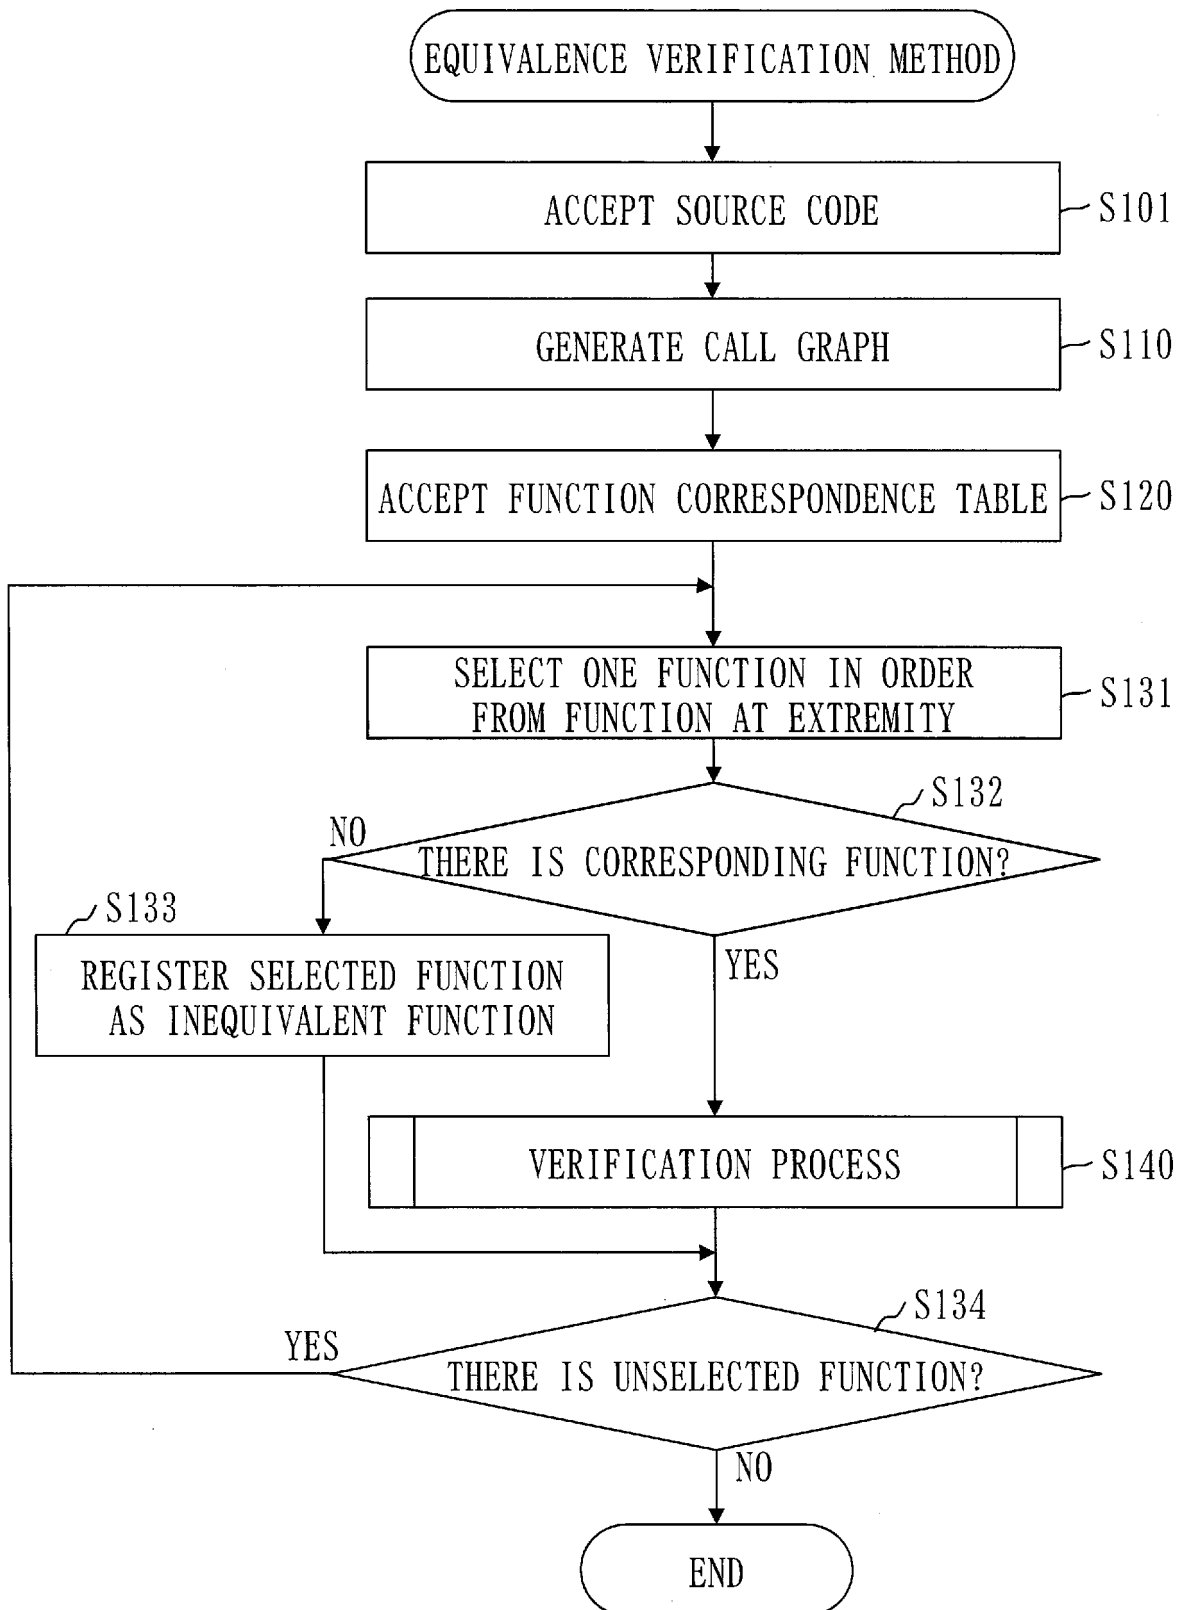 EQUIVALENCE VERIFICATION METHOD
ACCEPT SOURCE CODE
S101
GENERATE CALL GRAPH
S110
ACCEPT FUNCTION CORRESPONDENCE TABLE
S120
SELECT ONE FUNCTION IN ORDER
FROM FUNCTION AT EXTREMITY
S131
S132
NO
THERE IS CORRESPONDING FUNCTION?
S133
YES
REGISTER SELECTED FUNCTION
AS INEQUIVALENT FUNCTION
VERIFICATION PROCESS
S140
S134
YES
THERE IS UNSELECTED FUNCTION?
NO
END